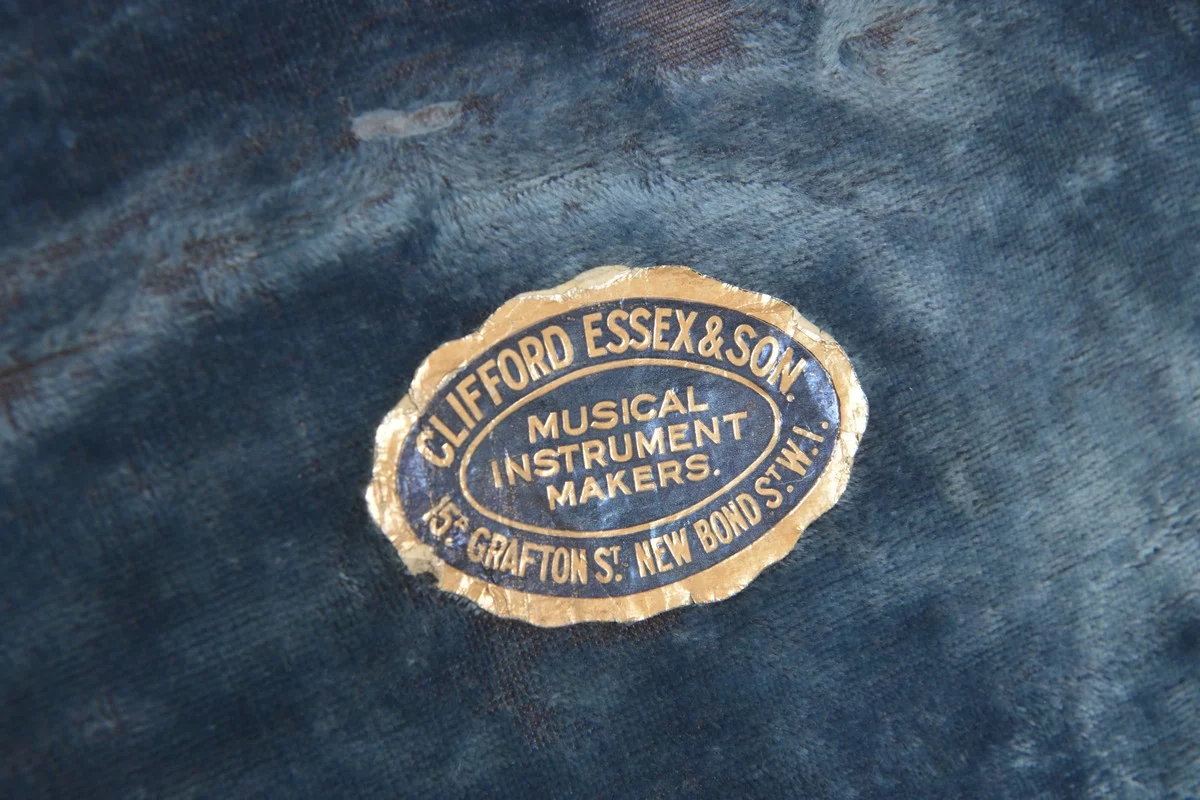 CLIFFORD ESSEX & SON.
MUSICAL
INSTRUMENT
MAKERS.
15A GRAFTON ST. NEW BOND ST. W.1.